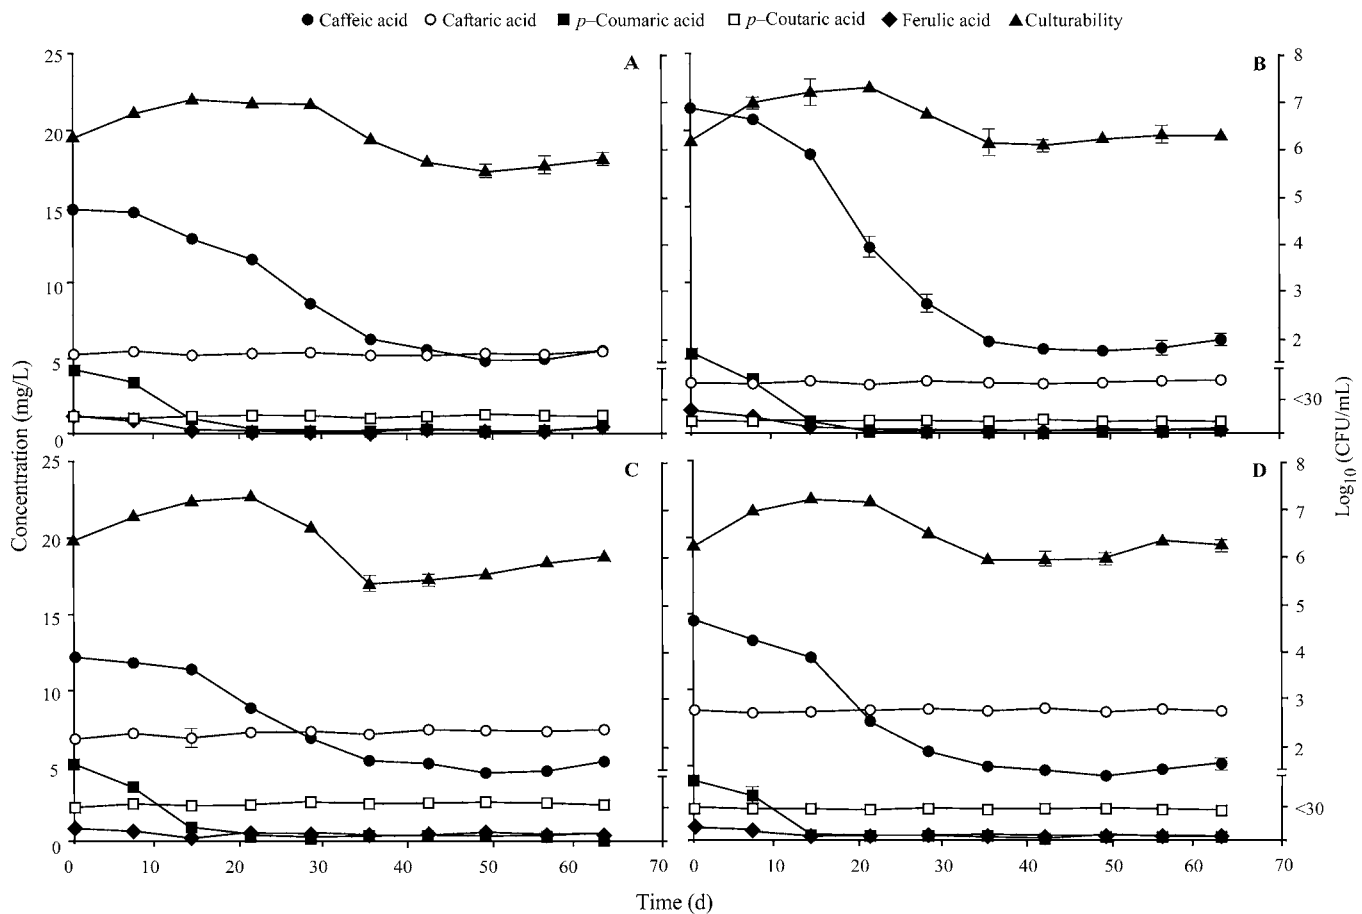 Caffeic acid Caftaric acid p–Coumaric acid p–Coutaric acid Ferulic acid Culturability
A
25
20
15
10
5
0
B
8
7
6
5
4
3
2
<30
C
25
20
15
10
5
0
0 10 20 30 40 50 60 70
D
8
7
6
5
4
3
2
<30
0 10 20 30 40 50 60 70
Concentration (mg/L)
Log10 (CFU/mL)
Time (d)